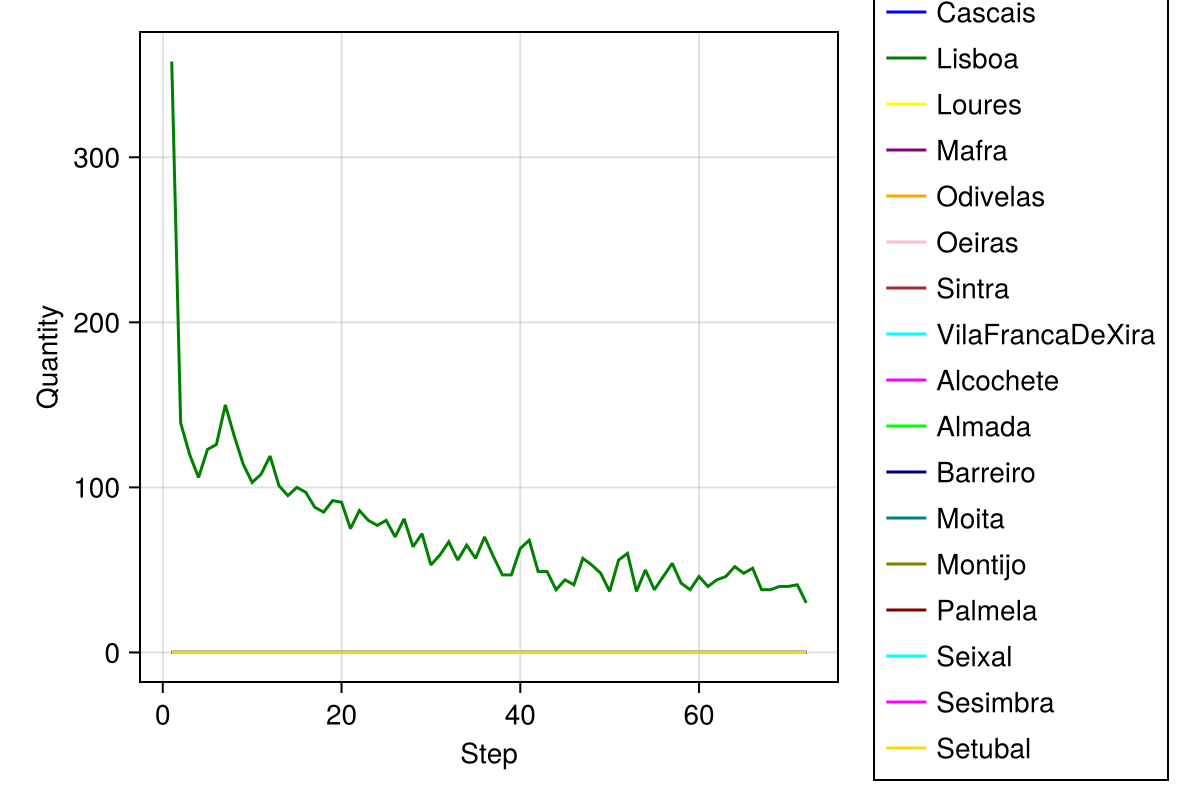 Cascais
Lisboa
Loures
Mafra
Odivelas
Oeiras
Sintra
VilaFrancaDeXira
Alcochete
Almada
Barreiro
Moita
Montijo
Palmela
Seixal
Sesimbra
Setubal
Quantity
300
200
100
0
0 20 40 60
Step